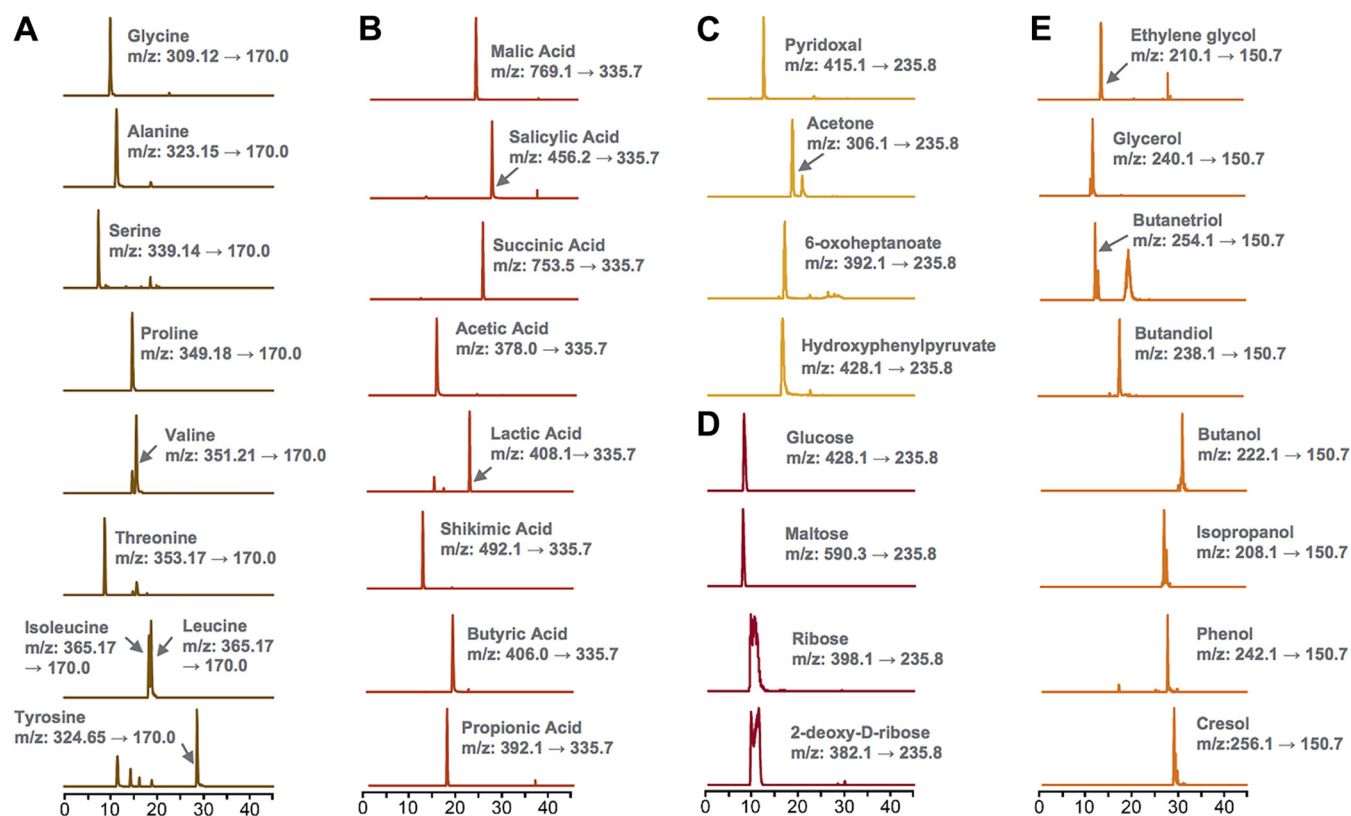 A
Glycine
m/z: 309.12 → 170.0
Alanine
m/z: 323.15 → 170.0
Serine
m/z: 339.14 → 170.0
Proline
m/z: 349.18 → 170.0
Valine
m/z: 351.21 → 170.0
Threonine
m/z: 353.17 → 170.0
Isoleucine
m/z: 365.17
→ 170.0
Leucine
m/z: 365.17
→ 170.0
Tyrosine
m/z: 324.65 → 170.0
0 10 20 30 40
B
Malic Acid
m/z: 769.1 → 335.7
Salicylic Acid
m/z: 456.2 → 335.7
Succinic Acid
m/z: 753.5 → 335.7
Acetic Acid
m/z: 378.0 → 335.7
Lactic Acid
m/z: 408.1→ 335.7
Shikimic Acid
m/z: 492.1 → 335.7
Butyric Acid
m/z: 406.0 → 335.7
Propionic Acid
m/z: 392.1 → 335.7
0 10 20 30 40
C
Pyridoxal
m/z: 415.1 → 235.8
Acetone
m/z: 306.1 → 235.8
6-oxoheptanoate
m/z: 392.1 → 235.8
Hydroxyphenylpyruvate
m/z: 428.1 → 235.8
D
Glucose
m/z: 428.1 → 235.8
Maltose
m/z: 590.3 → 235.8
Ribose
m/z: 398.1 → 235.8
2-deoxy-D-ribose
m/z: 382.1 → 235.8
0 10 20 30 40
E
Ethylene glycol
m/z: 210.1 → 150.7
Glycerol
m/z: 240.1 → 150.7
Butanetriol
m/z: 254.1 → 150.7
Butandiol
m/z: 238.1 → 150.7
Butanol
m/z: 222.1 → 150.7
Isopropanol
m/z: 208.1 → 150.7
Phenol
m/z: 242.1 → 150.7
Cresol
m/z:256.1 → 150.7
0 10 20 30 40